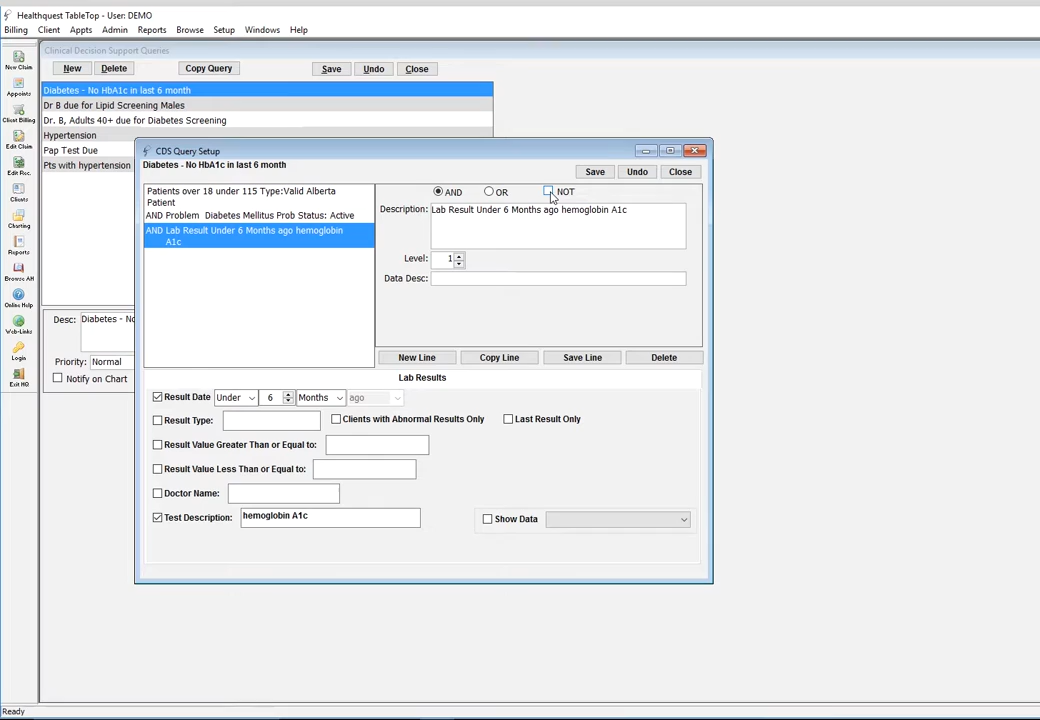 Healthquest TableTop - User: DEMO
Billing Client Appts Admin Reports Browse Setup Windows Help
Clinical Decision Support Queries
New Delete Copy Query Save Undo Close
New Claim
Appoints
Client Billing
Edit Claim
Edit Rec.
Clients
Charting
Reports
Browse AH
Online Help
Web-Links
Login
Exit HQ
Diabetes - No HbA1c in last 6 month
Dr B due for Lipid Screening Males
Dr. B, Adults 40+ due for Diabetes Screening
Hypertension
Pap Test Due
Pts with hypertension
Desc: Diabetes - No
Priority: Normal
Notify on Chart
CDS Query Setup
Diabetes - No HbA1c in last 6 month
Save Undo Close
Patients over 18 under 115 Type:Valid Alberta
Patient
AND Problem Diabetes Mellitus Prob Status: Active
AND Lab Result Under 6 Months ago hemoglobin
A1c
AND OR NOT
Description: Lab Result Under 6 Months ago hemoglobin A1c
Level: 1
Data Desc:
New Line Copy Line Save Line Delete
Lab Results
Result Date Under 6 Months ago
Result Type: Clients with Abnormal Results Only Last Result Only
Result Value Greater Than or Equal to:
Result Value Less Than or Equal to:
Doctor Name:
Test Description: hemoglobin A1c Show Data
Ready